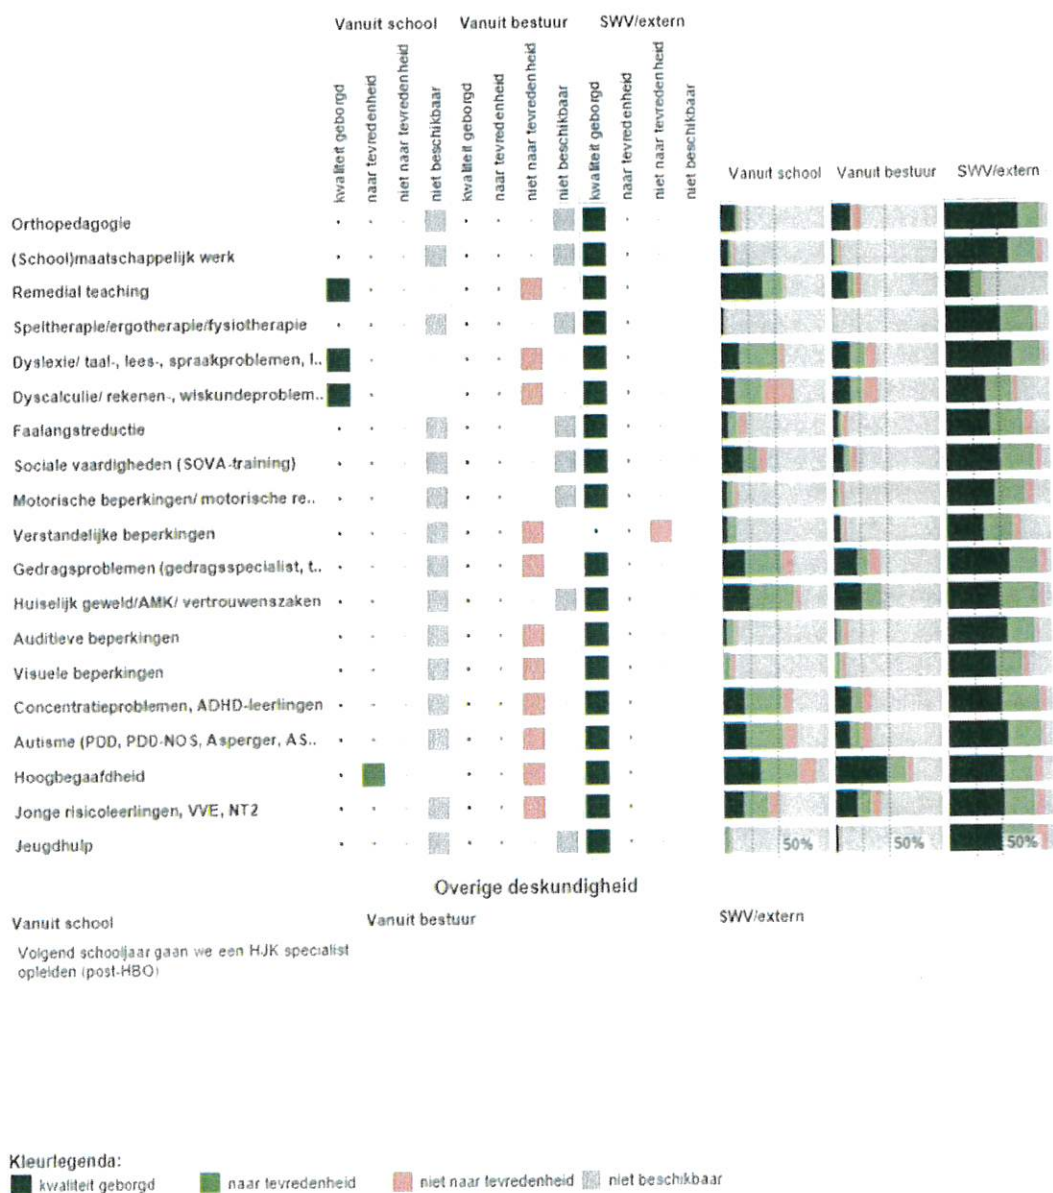 Vanuit school Vanuit bestuur SWV/extern
kwaliteit geborgd
naar tevredenheid
niet naar tevredenheid
niet beschikbaar
kwaliteit geborgd
naar tevredenheid
niet naar tevredenheid
niet beschikbaar
kwaliteit geborgd
naar tevredenheid
niet naar tevredenheid
niet beschikbaar
Vanuit school Vanuit bestuur SWV/extern
Orthopedagogie
(School)maatschappelijk werk
Remedial teaching
Speltherapie/ergotherapie/fysiotherapie
Dyslexie/ taal-, lees-, spraakproblemen, l..
Dyscalculie/ rekenen-, wiskundeproblem..
Faalangstreductie
Sociale vaardigheden (SOVA-training)
Motorische beperkingen/ motorische re..
Verstandelijke beperkingen
Gedragsproblemen (gedragsspecialist, t..
Huiselijk geweld/AMK/ vertrouwenszaken
Auditieve beperkingen
Visuele beperkingen
Concentratieproblemen, ADHD-leerlingen
Autisme (PDD, PDD-NOS, Asperger, AS..
Hoogbegaafdheid
Jonge risicoleerlingen, VVE, NT2
Jeugdhulp 50% 50% 50%
Overige deskundigheid
Vanuit school Vanuit bestuur SWV/extern
Volgend schooljaar gaan we een HJK specialist
opleiden (post-HBO)
Kleurlegenda:
kwaliteit geborgd naar tevredenheid niet naar tevredenheid niet beschikbaar